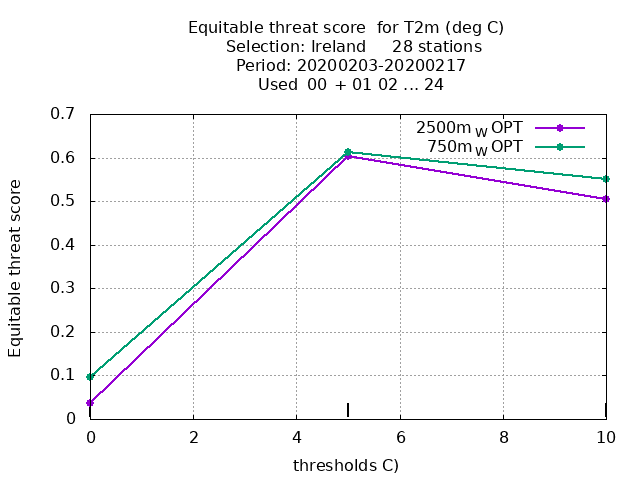 Equitable threat score  for T2m (deg C)
Selection: Ireland     28 stations
Period: 20200203-20200217
Used  00  + 01 02 ... 24
2500m W OPT
750m W OPT
0.7
0.6
0.5
0.4
0.3
0.2
0.1
0
Equitable threat score
0 2 4 6 8 10
thresholds C)